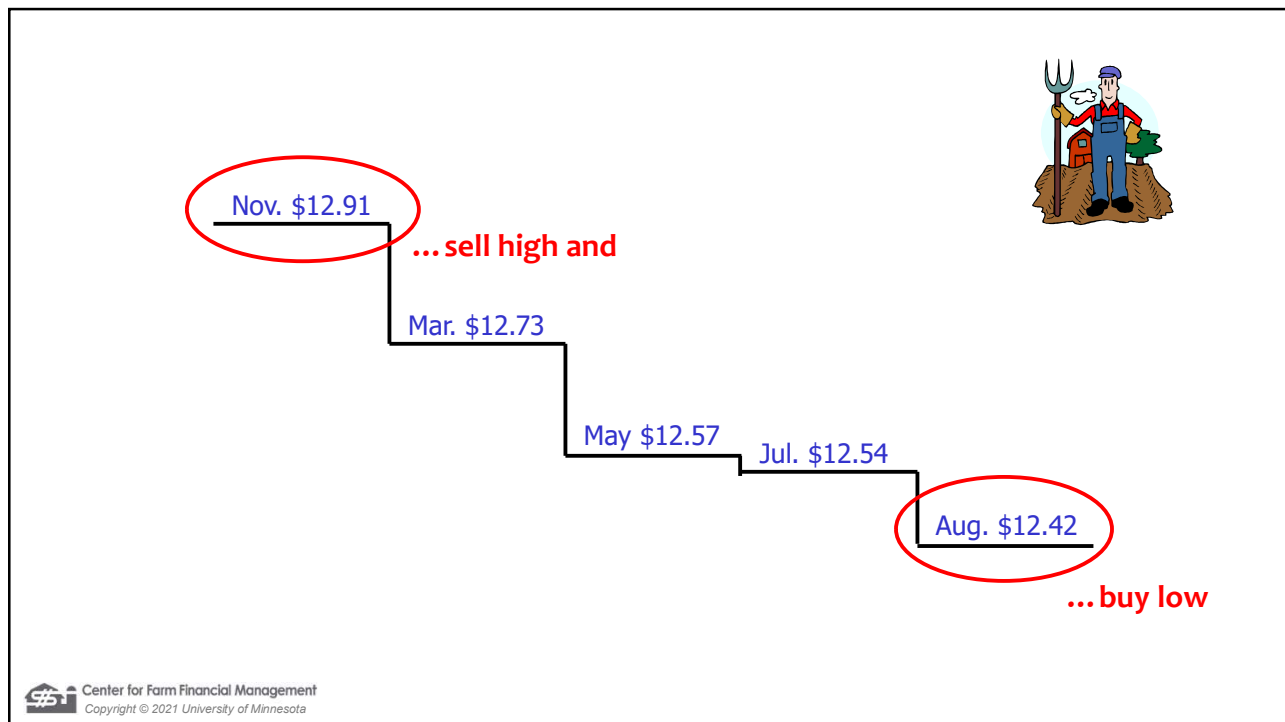 Nov. $12.91
...sell high and
Mar. $12.73
May $12.57
Jul. $12.54
Aug. $12.42
...buy low
Center for Farm Financial Management
Copyright © 2021 University of Minnesota